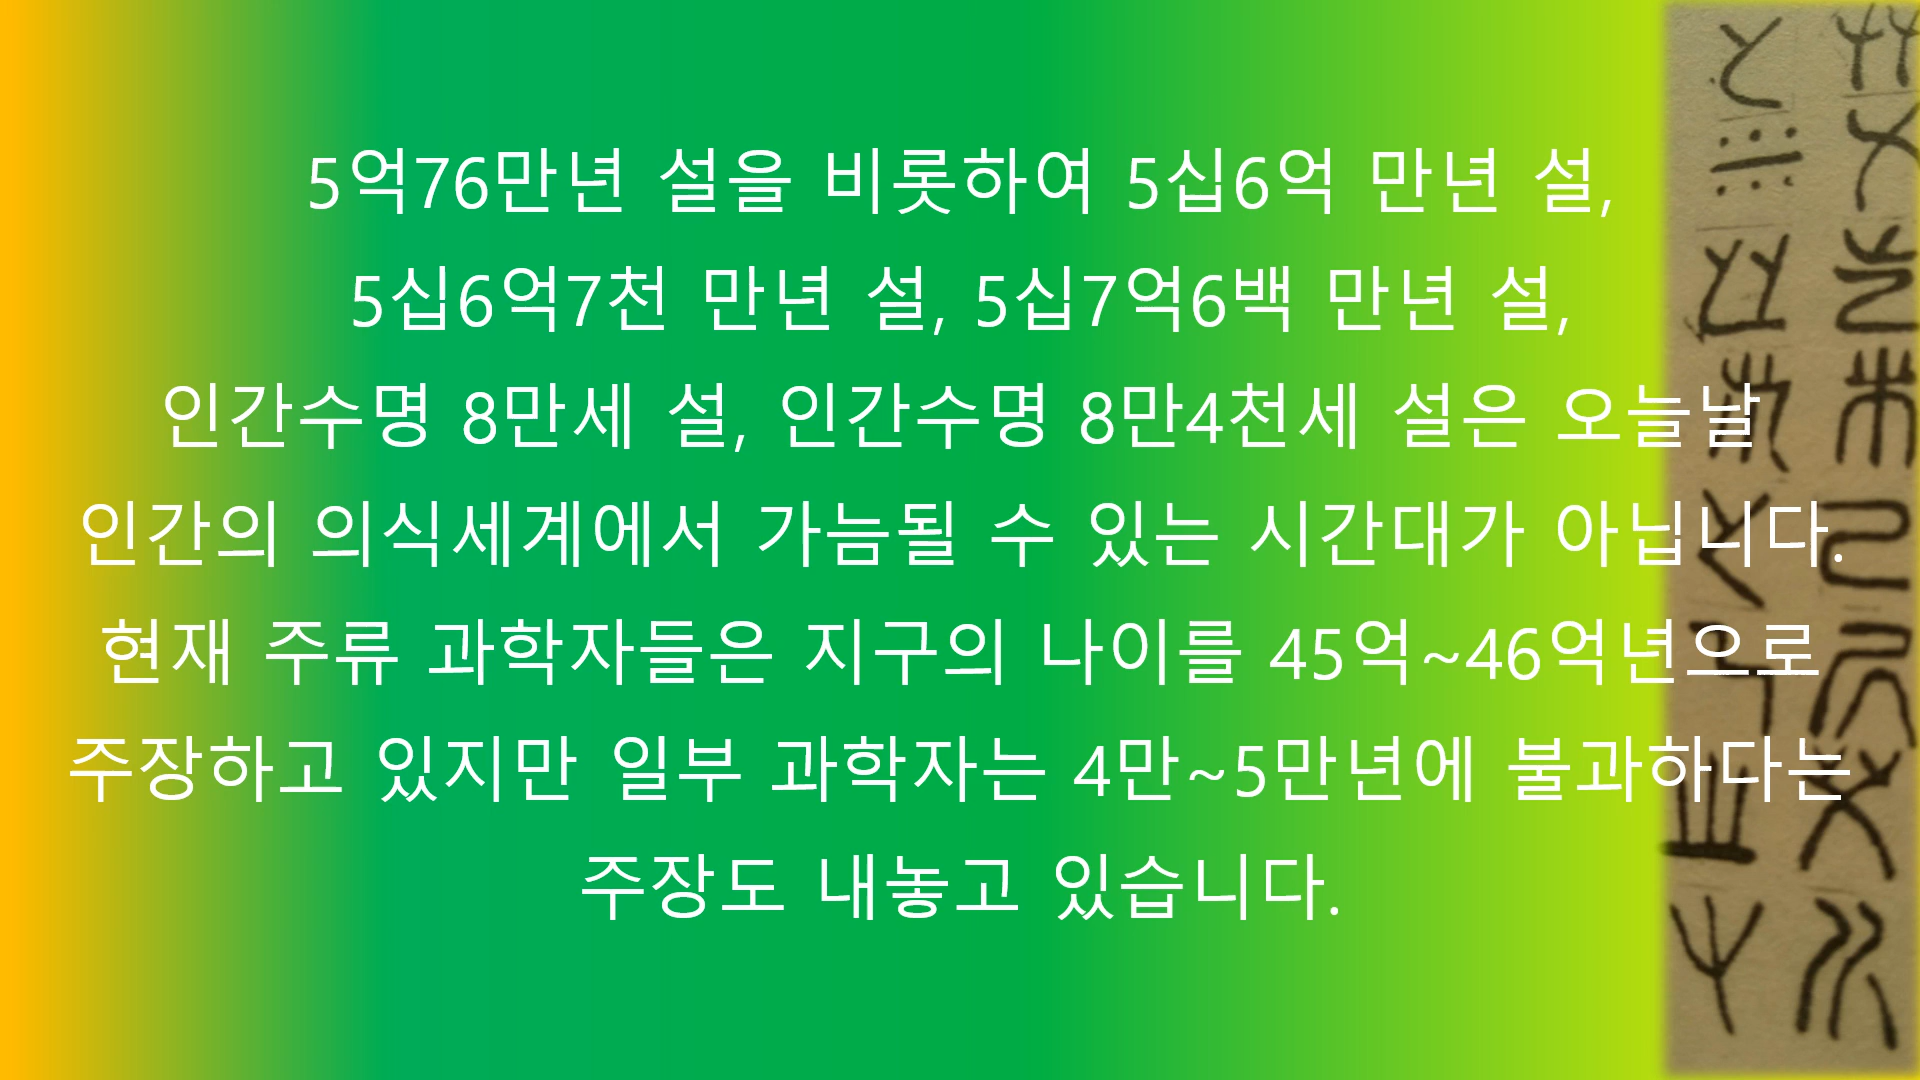 5억76만년 설을 비롯하여 5십6억 만년 설,
5십6억7천 만년 설, 5십7억6백 만년 설,
인간수명 8만세 설, 인간수명 8만4천세 설은 오늘날
인간의 의식세계에서 가늠될 수 있는 시간대가 아닙니다.
현재 주류 과학자들은 지구의 나이를 45억~46억년으로
주장하고 있지만 일부 과학자는 4만~5만년에 불과하다는
주장도 내놓고 있습니다.